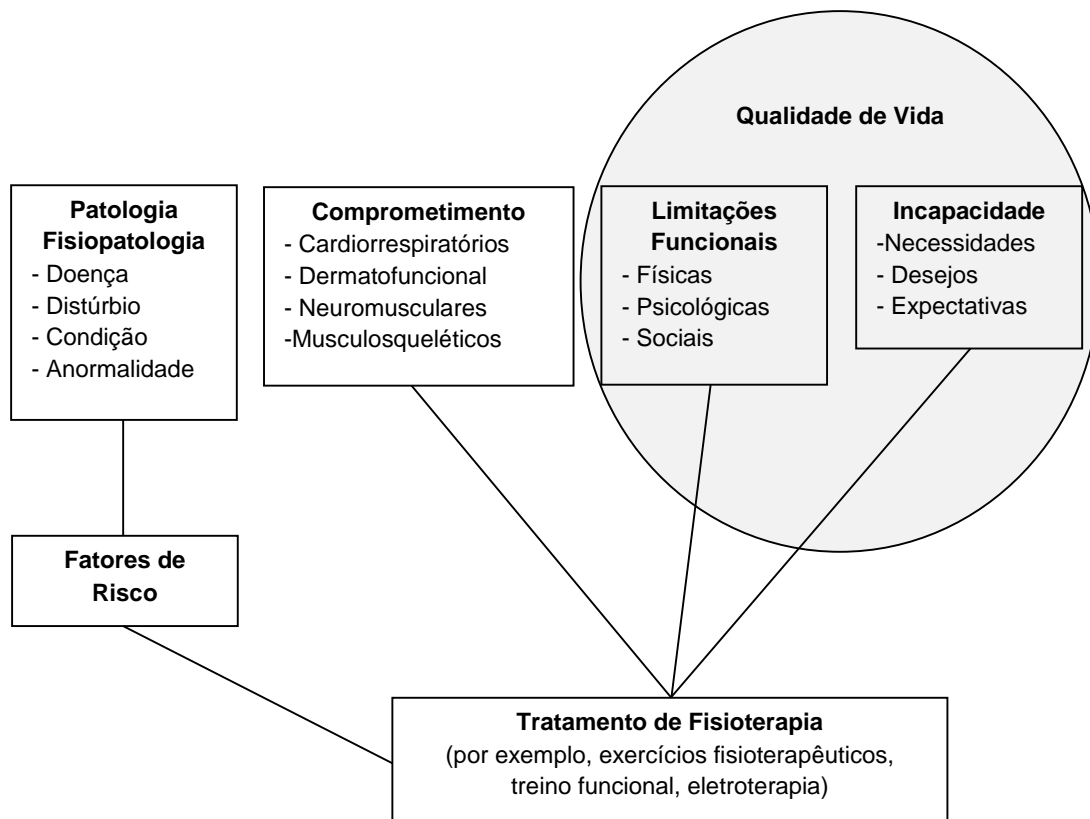 Qualidade de Vida
Patologia
Fisiopatologia
- Doença
- Distúrbio
- Condição
- Anormalidade
Comprometimento
- Cardiorrespiratórios
- Dermatofuncional
- Neuromusculares
-Musculosqueléticos
Limitações
Funcionais
- Físicas
- Psicológicas
- Sociais
Incapacidade
-Necessidades
- Desejos
- Expectativas
Fatores de
Risco
Tratamento de Fisioterapia
(por exemplo, exercícios fisioterapêuticos,
treino funcional, eletroterapia)